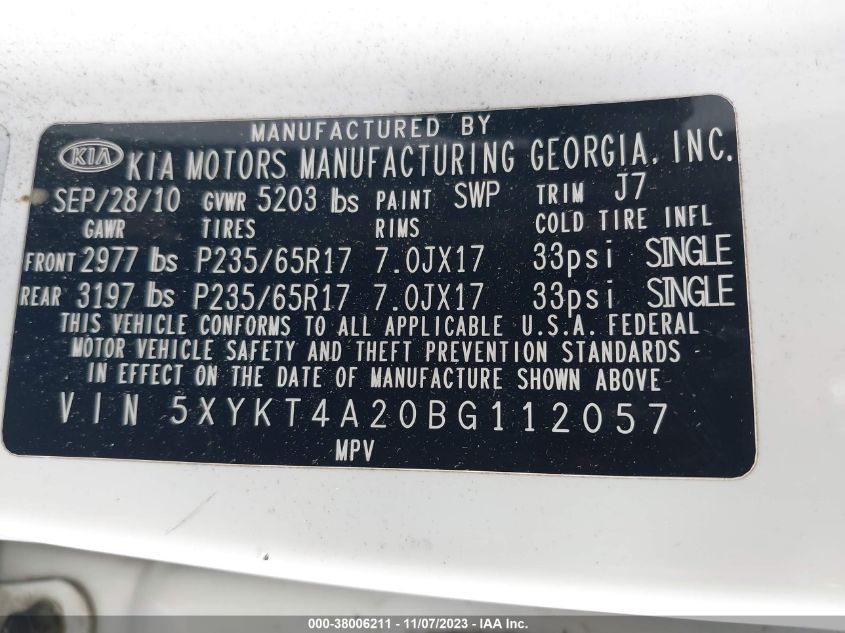 MANUFACTURED BY
KIA KIA MOTORS MANUFACTURING GEORGIA, INC.
SEP/28/10 GVWR 5203 lbs PAINT SWP TRIM J7
GAWR TIRES RIMS COLD TIRE INFL
FRONT 2977 lbs P235/65R17 7.0JX17 33psi SINGLE
REAR 3197 lbs P235/65R17 7.0JX17 33psi SINGLE
THIS VEHICLE CONFORMS TO ALL APPLICABLE U.S.A. FEDERAL
MOTOR VEHICLE SAFETY AND THEFT PREVENTION STANDARDS
IN EFFECT ON THE DATE OF MANUFACTURE SHOWN ABOVE.
VIN 5XYKT4A20BG112057
MPV
000-38006211 - 11/07/2023 - IAA Inc.